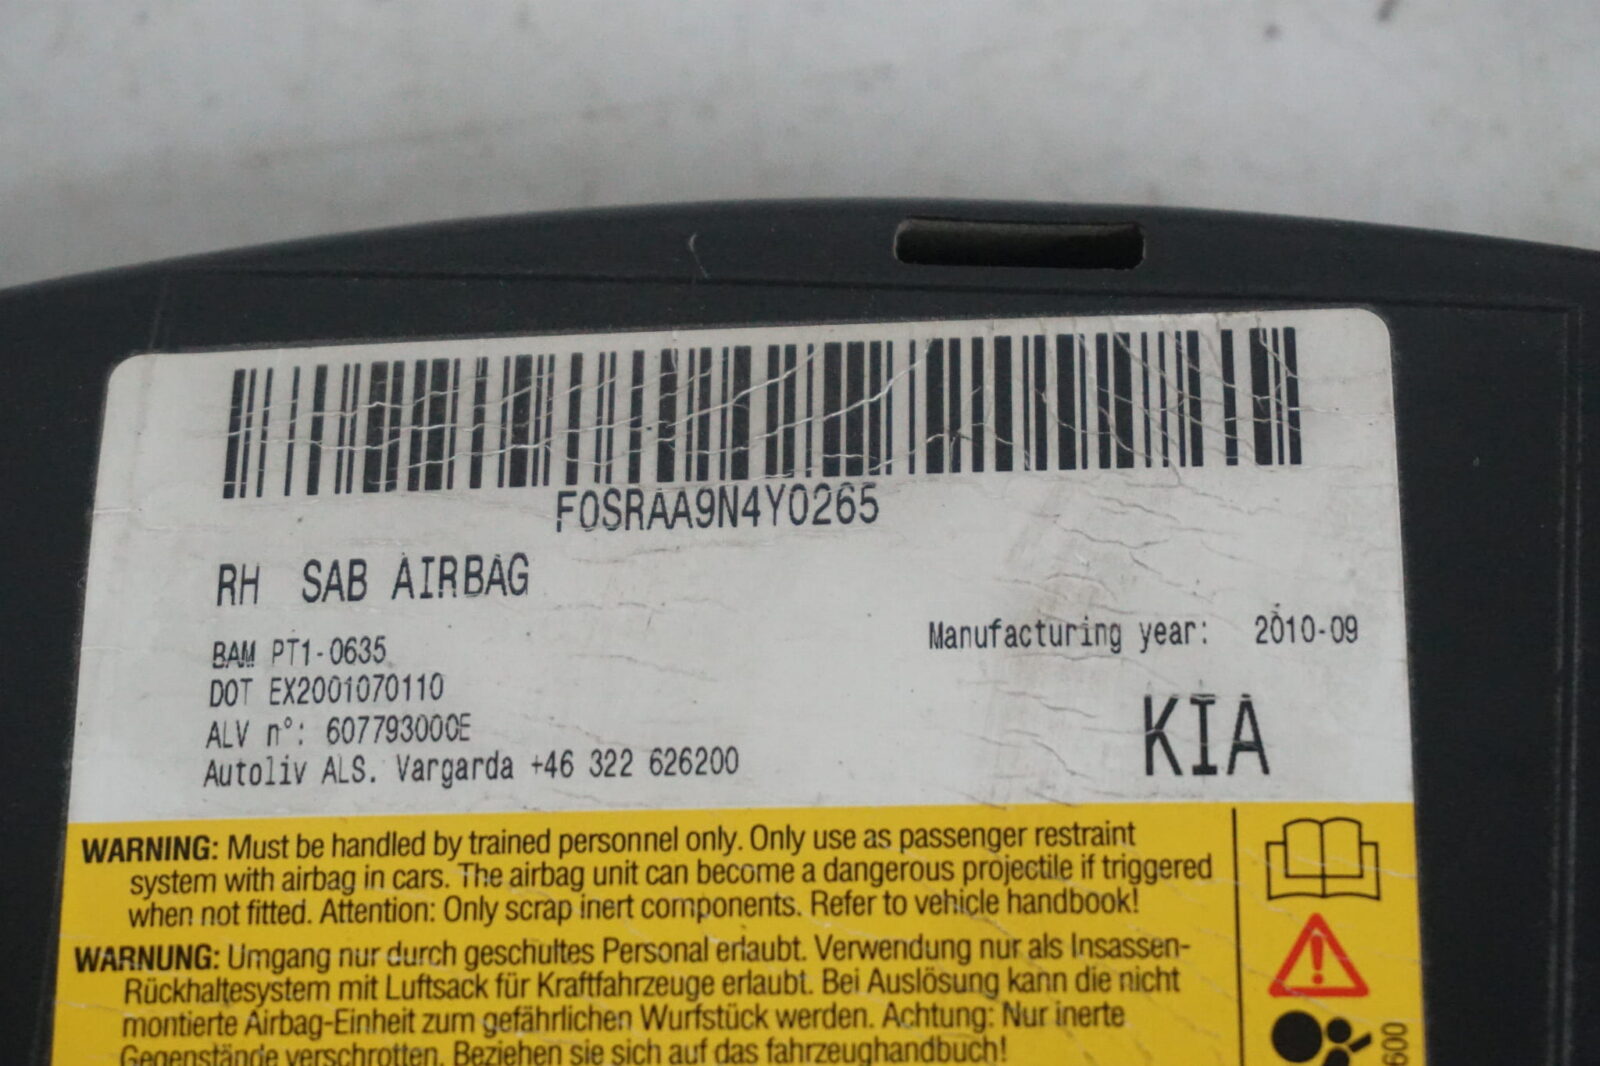 F0SRAA9N4Y0265
RH SAB AIRBAG
BAM PT1-0635
DOT EX2001070110
ALV n°: 607793000E
Autoliv ALS. Vargarda +46 322 626200
Manufacturing year: 2010-09
KIA
WARNING: Must be handled by trained personnel only. Only use as passenger restraint
system with airbag in cars. The airbag unit can become a dangerous projectile if triggered
when not fitted. Attention: Only scrap inert components. Refer to vehicle handbook!
WARNUNG: Umgang nur durch geschultes Personal erlaubt. Verwendung nur als Insassen-
Rückhaltesystem mit Luftsack für Kraftfahrzeuge erlaubt. Bei Auslösung kann die nicht
montierte Airbag-Einheit zum gefährlichen Wurfstück werden. Achtung: Nur inerte
Gegenstände verschrotten. Beziehen sie sich auf das fahrzeughandbuch!